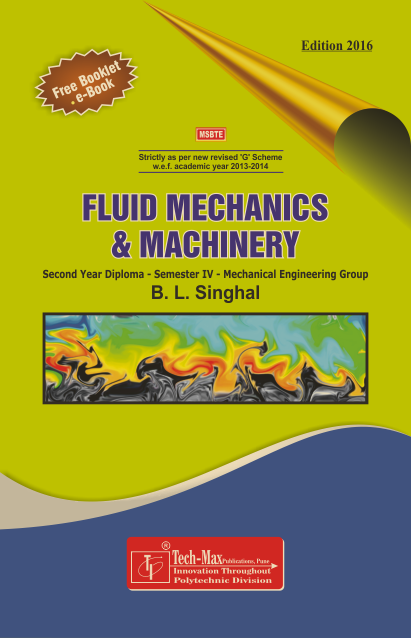 Edition 2016
Free Booklet
. e-Book
MSBTE
Strictly as per new revised 'G' Scheme
w.e.f. academic year 2013-2014
FLUID MECHANICS
& MACHINERY
Second Year Diploma - Semester IV - Mechanical Engineering Group
B. L. Singhal
® Tech-Max Publications, Pune
Innovation Throughout
Polytechnic Division